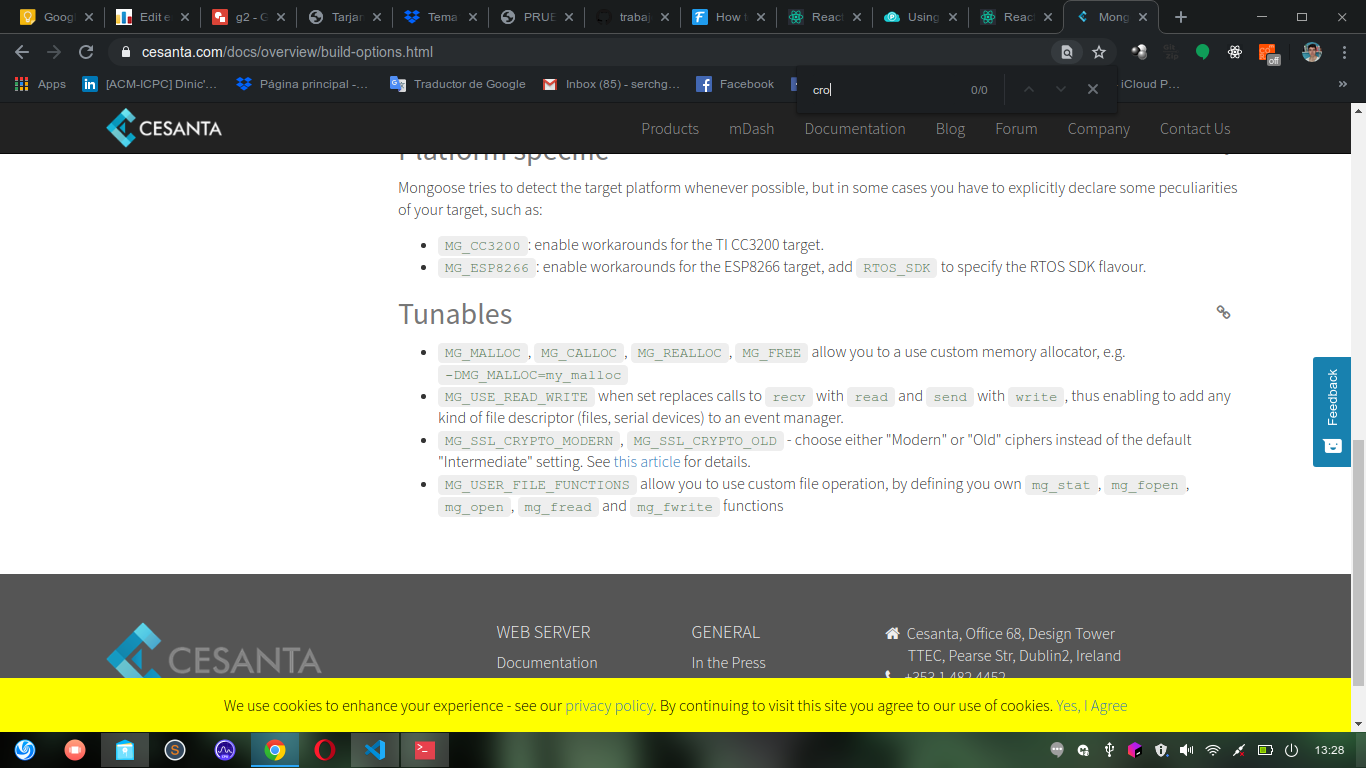 Googl
Edit e
g2 - G
Tarjar
Tema
PRUE
traba
How t
React
Using
Reac
Mong
cesanta.com/docs/overview/build-options.html
Apps
[ACM-ICPC] Dinic'...
Página principal -...
Traductor de Google
Inbox (85) - serchg...
Facebook
iCloud P...
»
cro
0/0
off
CESANTA
Products
mDash
Documentation
Blog
Forum
Company
Contact Us
Platform specific
Mongoose tries to detect the target platform whenever possible, but in some cases you have to explicitly declare some peculiarities
of your target, such as:
• MG_CC3200 : enable workarounds for the TI CC3200 target.
• MG_ESP8266 : enable workarounds for the ESP8266 target, add RTOS_SDK to specify the RTOS SDK flavour.
Tunables
• MG_MALLOC , MG_CALLOC , MG_REALLOC , MG_FREE allow you to a use custom memory allocator, e.g.
-DMG_MALLOC=my_malloc
• MG_USE_READ_WRITE when set replaces calls to recv with read and send with write , thus enabling to add any
kind of file descriptor (files, serial devices) to an event manager.
• MG_SSL_CRYPTO_MODERN , MG_SSL_CRYPTO_OLD - choose either "Modern" or "Old" ciphers instead of the default
"Intermediate" setting. See this article for details.
• MG_USER_FILE_FUNCTIONS allow you to use custom file operation, by defining you own mg_stat , mg_fopen ,
mg_open , mg_fread and mg_fwrite functions
Feedback
CESANTA
WEB SERVER
Documentation
GENERAL
In the Press
Cesanta, Office 68, Design Tower
TTEC, Pearse Str, Dublin2, Ireland
+353 1 482 4452
We use cookies to enhance your experience - see our privacy policy. By continuing to visit this site you agree to our use of cookies. Yes, I Agree
13:28